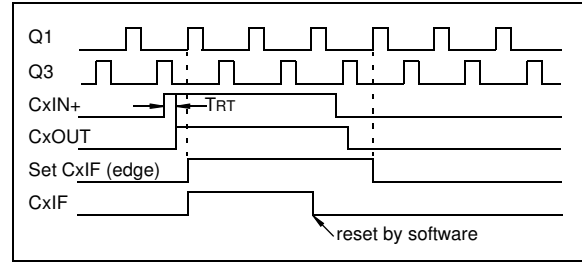 Q1
Q3
CxIN+
TRT
CxOUT
Set CxIF (edge)
CxIF
reset by software